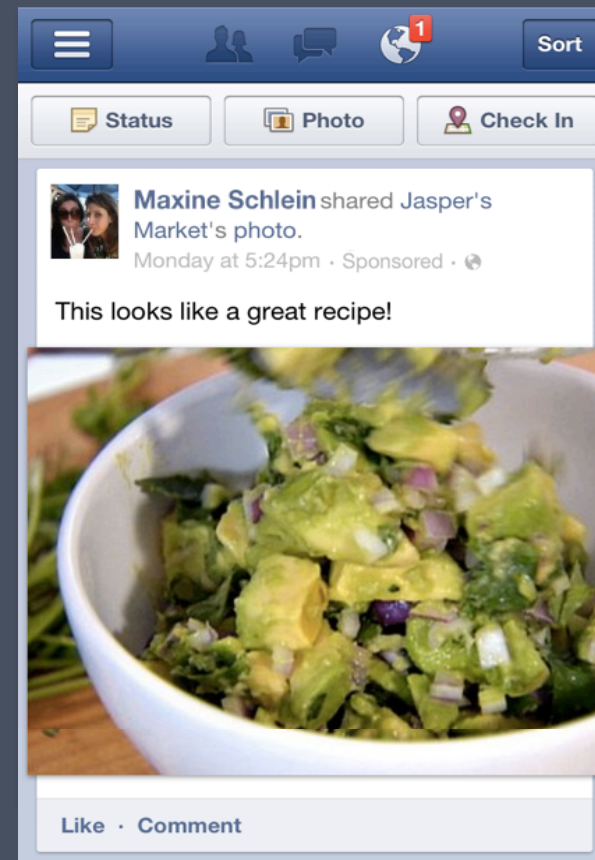 1
Sort
Status
Photo
Check In
Maxine Schlein shared Jasper's
Market's photo.
Monday at 5:24pm · Sponsored ·
This looks like a great recipe!
Like · Comment